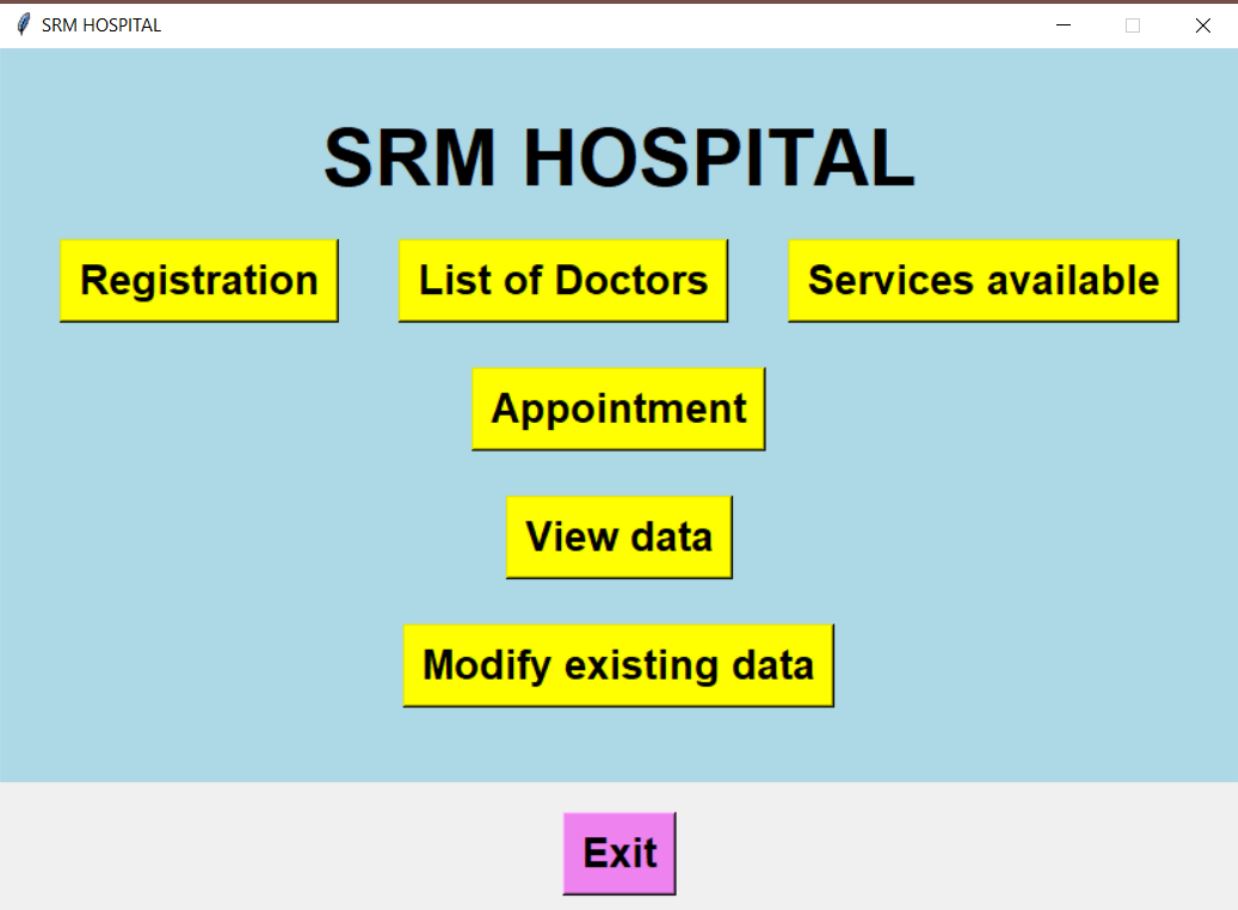 SRM HOSPITAL
SRM HOSPITAL
Registration List of Doctors Services available
Appointment
View data
Modify existing data
Exit